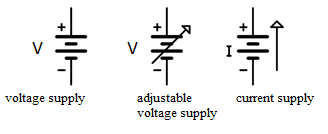 + + +
V V I
− − −
voltage supply adjustable current supply
voltage supply